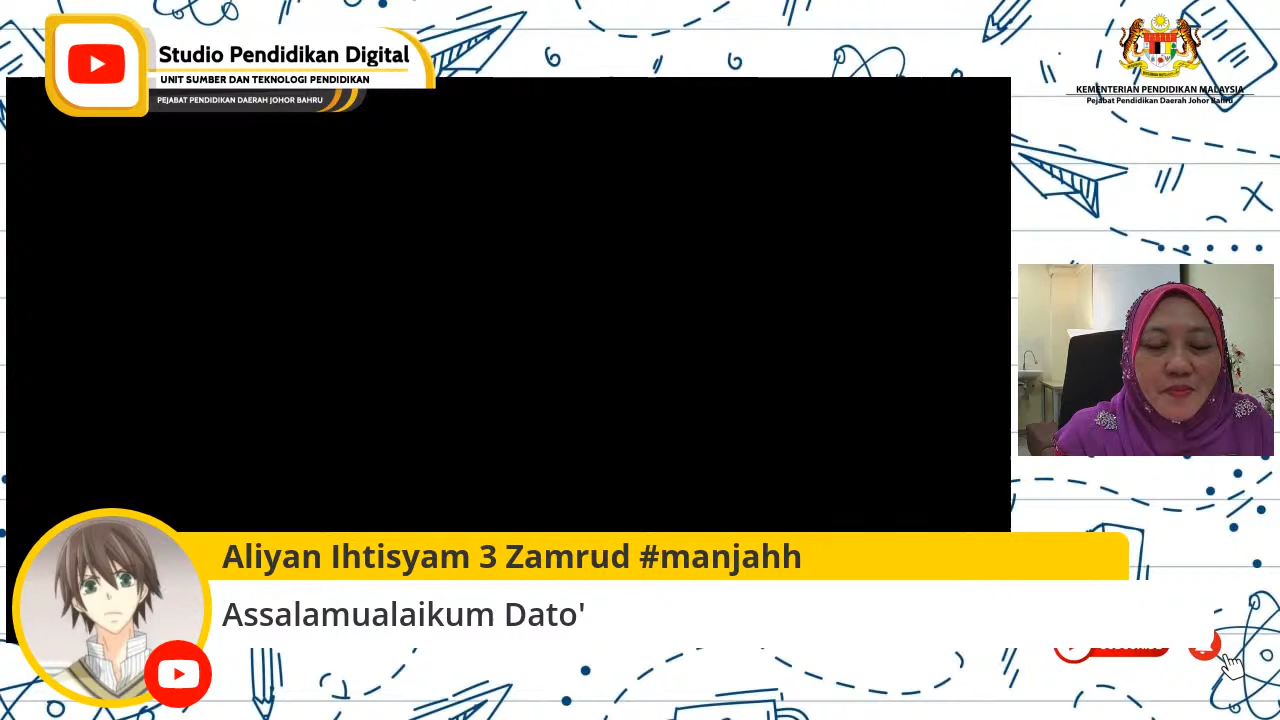 Studio Pendidikan Digital
UNIT SUMBER DAN TEKNOLOGI PENDIDIKAN
PEJABAT PENDIDIKAN DAERAH JOHOR BAHRU
KEMENTERIAN PENDIDIKAN MALAYSIA
Pejabat Pendidikan Daerah Johor Bahru
Aliyan Ihtisyam 3 Zamrud #manjahh
Assalamualaikum Dato'